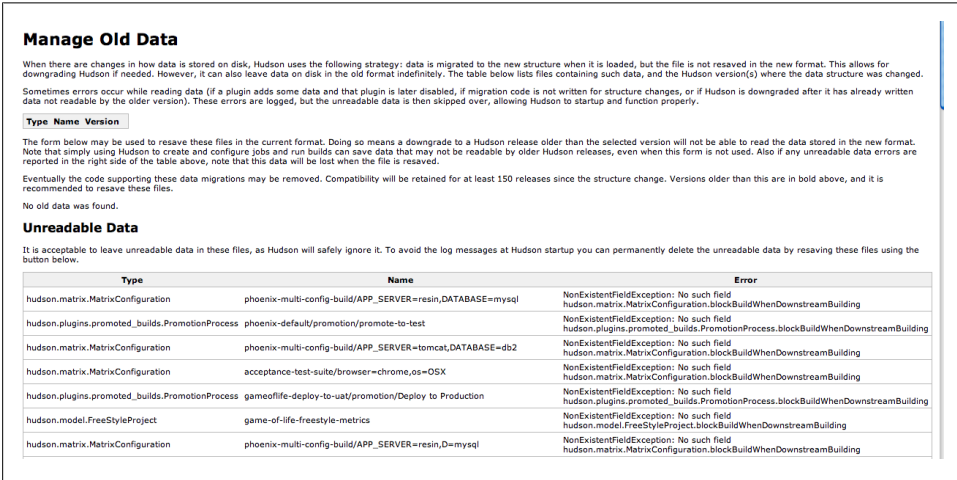 Manage Old Data
When there are changes in how data is stored on disk, Hudson uses the following strategy: data is migrated to the new structure when it is loaded, but the file is not resaved in the new format. This allows for
downgrading Hudson if needed. However, it can also leave data on disk in the old format indefinitely. The table below lists files containing such data, and the Hudson version(s) where the data structure was changed.
Sometimes errors occur while reading data (if a plugin adds some data and that plugin is later disabled, if migration code is not written for structure changes, or if Hudson is downgraded after it has already written
data not readable by the older version). These errors are logged, but the unreadable data is then skipped over, allowing Hudson to startup and function properly.
Type Name Version
The form below may be used to resave these files in the current format. Doing so means a downgrade to a Hudson release older than the selected version will not be able to read the data stored in the new format.
Note that simply using Hudson to create and configure jobs and run builds can save data that may not be readable by older Hudson releases, even when this form is not used. Also if any unreadable data errors are
reported in the right side of the table above, note that this data will be lost when the file is resaved.
Eventually the code supporting these data migrations may be removed. Compatibility will be retained for at least 150 releases since the structure change. Versions older than this are in bold above, and it is
recommended to resave these files.
No old data was found.
Unreadable Data
It is acceptable to leave unreadable data in these files, as Hudson will safely ignore it. To avoid the log messages at Hudson startup you can permanently delete the unreadable data by resaving these files using the
button below.
Type Name Error
hudson.matrix.MatrixConfiguration phoenix-multi-config-build/APP_SERVER=resin,DATABASE=mysql NonExistentFieldException: No such field
hudson.matrix.MatrixConfiguration.blockBuildWhenDownstreamBuilding
hudson.plugins.promoted_builds.PromotionProcess phoenix-default/promotion/promote-to-test NonExistentFieldException: No such field
hudson.plugins.promoted_builds.PromotionProcess.blockBuildWhenDownstreamBuilding
hudson.matrix.MatrixConfiguration phoenix-multi-config-build/APP_SERVER=tomcat,DATABASE=db2 NonExistentFieldException: No such field
hudson.matrix.MatrixConfiguration.blockBuildWhenDownstreamBuilding
hudson.matrix.MatrixConfiguration acceptance-test-suite/browser=chrome,os=OSX NonExistentFieldException: No such field
hudson.matrix.MatrixConfiguration.blockBuildWhenDownstreamBuilding
hudson.plugins.promoted_builds.PromotionProcess gameoflife-deploy-to-uat/promotion/Deploy to Production NonExistentFieldException: No such field
hudson.plugins.promoted_builds.PromotionProcess.blockBuildWhenDownstreamBuilding
hudson.model.FreeStyleProject game-of-life-freestyle-metrics NonExistentFieldException: No such field
hudson.model.FreeStyleProject.blockBuildWhenDownstreamBuilding
hudson.matrix.MatrixConfiguration phoenix-multi-config-build/APP_SERVER=resin,D=mysql NonExistentFieldException: No such field
hudson.matrix.MatrixConfiguration.blockBuildWhenDownstreamBuilding